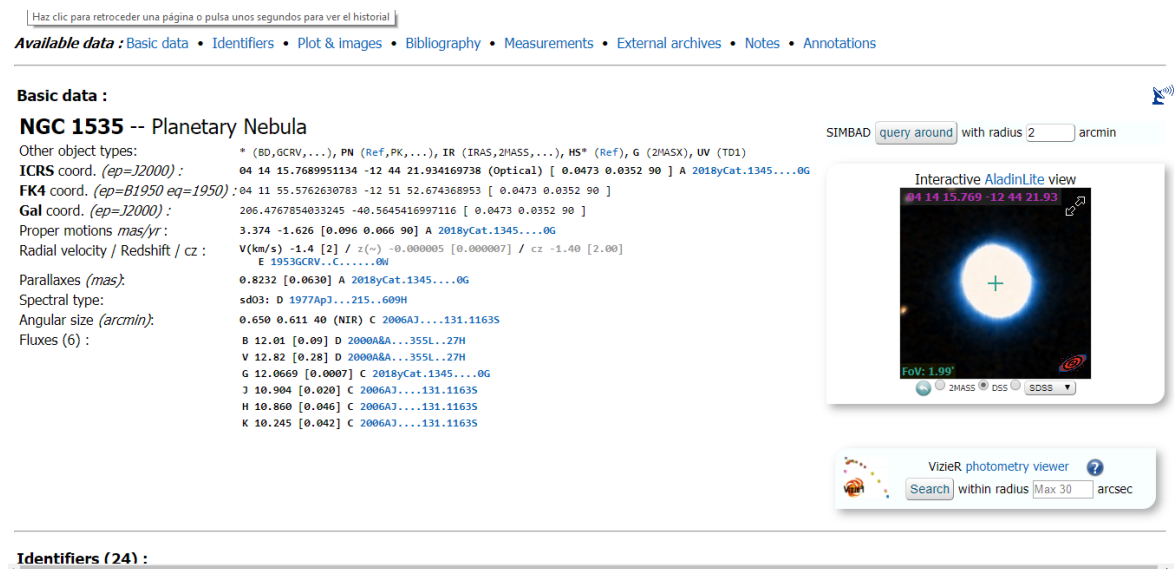 Haz clic para retroceder una página o pulsa unos segundos para ver el historial
Available data : Basic data • Identifiers • Plot & images • Bibliography • Measurements • External archives • Notes • Annotations
Basic data :
NGC 1535 -- Planetary Nebula
Other object types: * (BD,GCRV,...), PN (Ref,PK,...), IR (IRAS,2MASS,...), HS* (Ref), G (2MASX), UV (TD1)
ICRS coord. (ep=J2000) : 04 14 15.7689951134 -12 44 21.934169738 (Optical) [ 0.0473 0.0352 90 ] A 2018yCat.1345....0G
FK4 coord. (ep=B1950 eq=1950) : 04 11 55.5762630783 -12 51 52.674368953 [ 0.0473 0.0352 90 ]
Gal coord. (ep=J2000) : 206.4767854033245 -40.5645416997116 [ 0.0473 0.0352 90 ]
Proper motions mas/yr : 3.374 -1.626 [0.096 0.066 90] A 2018yCat.1345....0G
Radial velocity / Redshift / cz : V(km/s) -1.4 [2] / z(~) -0.000005 [0.000007] / cz -1.40 [2.00]
E 1953GCRV..C......0W
Parallaxes (mas): 0.8232 [0.0630] A 2018yCat.1345....0G
Spectral type: sdO3: D 1977ApJ...215..609H
Angular size (arcmin): 0.650 0.611 40 (NIR) C 2006AJ....131.1163S
Fluxes (6) : B 12.01 [0.09] D 2000A&A...355L..27H
V 12.82 [0.28] D 2000A&A...355L..27H
G 12.0669 [0.0007] C 2018yCat.1345....0G
J 10.904 [0.020] C 2006AJ....131.1163S
H 10.860 [0.046] C 2006AJ....131.1163S
K 10.245 [0.042] C 2006AJ....131.1163S
SIMBAD query around with radius 2 arcmin
Interactive AladinLite view
04 14 15.769 -12 44 21.93
FoV: 1.99'
2MASS DSS SDSS
VizieR photometry viewer ?
Search within radius Max 30 arcsec
Identifiers (24) :